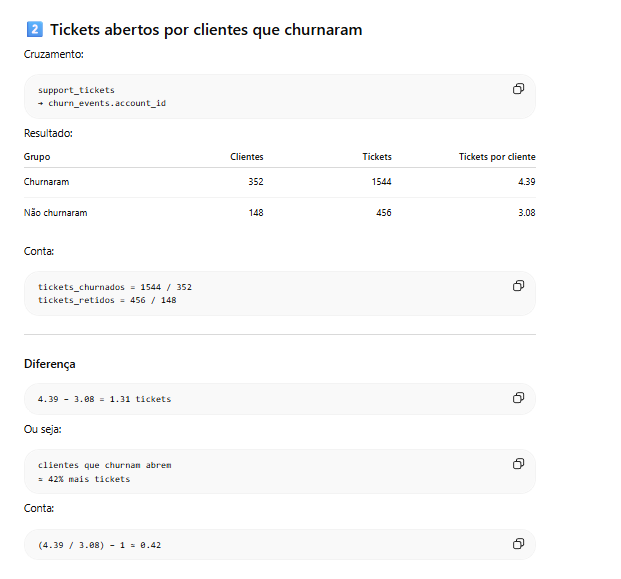 2 Tickets abertos por clientes que churnaram
Cruzamento:
support_tickets
→ churn_events.account_id
Resultado:
Grupo Clientes Tickets Tickets por cliente
Churnaram 352 1544 4.39
Não churnaram 148 456 3.08
Conta:
tickets_churnados = 1544 / 352
tickets_retidos = 456 / 148
Diferença
4.39 − 3.08 = 1.31 tickets
Ou seja:
clientes que churnam abrem
≈ 42% mais tickets
Conta:
(4.39 / 3.08) − 1 ≈ 0.42